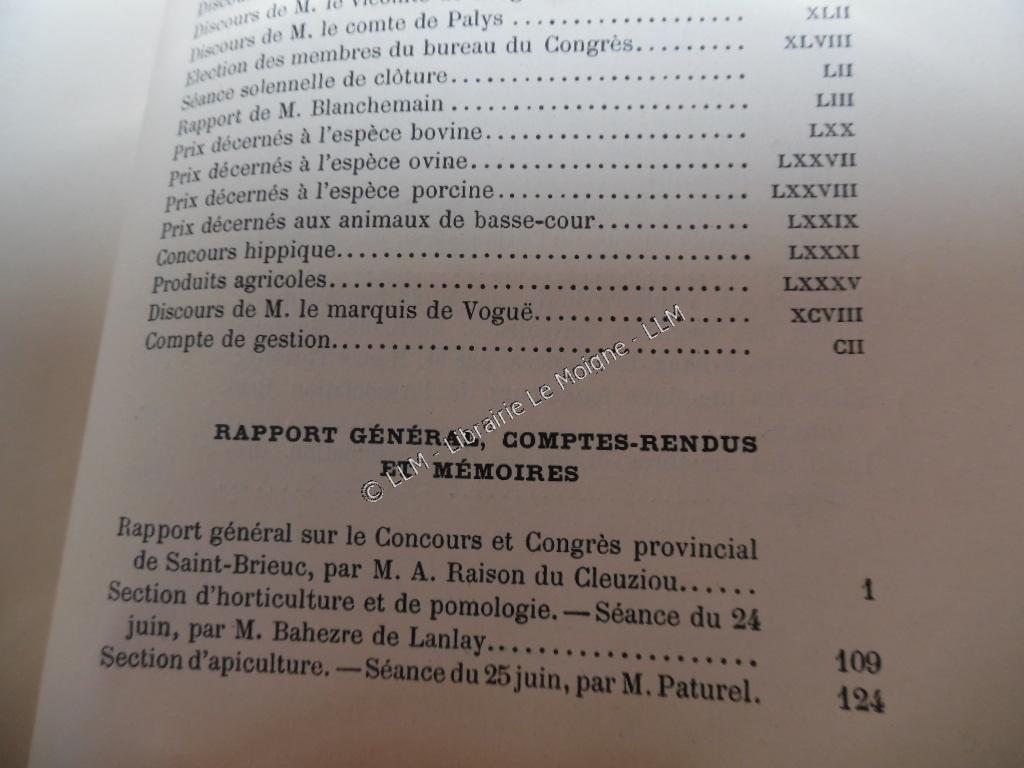 Discours de M. le
Discours de M. le comte de Palys .................... XLII
Election des membres du bureau du Congrès......... XLVIII
Séance solennelle de clôture......................... LII
Rapport de M. Blanchemain ......................... LIII
Prix décernés à l'espèce bovine....................... LXX
Prix décernés à l'espèce ovine........................ LXXVII
Prix décernés à l'espèce porcine...................... LXXVIII
Prix décernés aux animaux de basse-cour............. LXXIX
Concours hippique.................................... LXXXI
Produits agricoles.................................... LXXXV
Discours de M. le marquis de Voguë................... XCVIII
Compte de gestion.................................... CII
RAPPORT GÉNÉRAL, COMPTES-RENDUS
ET MÉMOIRES
Rapport général sur le Concours et Congrès provincial
de Saint-Brieuc, par M. A. Raison du Cleuziou...... 1
Section d'horticulture et de pomologie. — Séance du 24
juin, par M. Bahezre de Lanlay.................... 109
Section d'apiculture. — Séance du 25 juin, par M. Paturel. 124
© LLM - Librairie Le Moigne - LLM